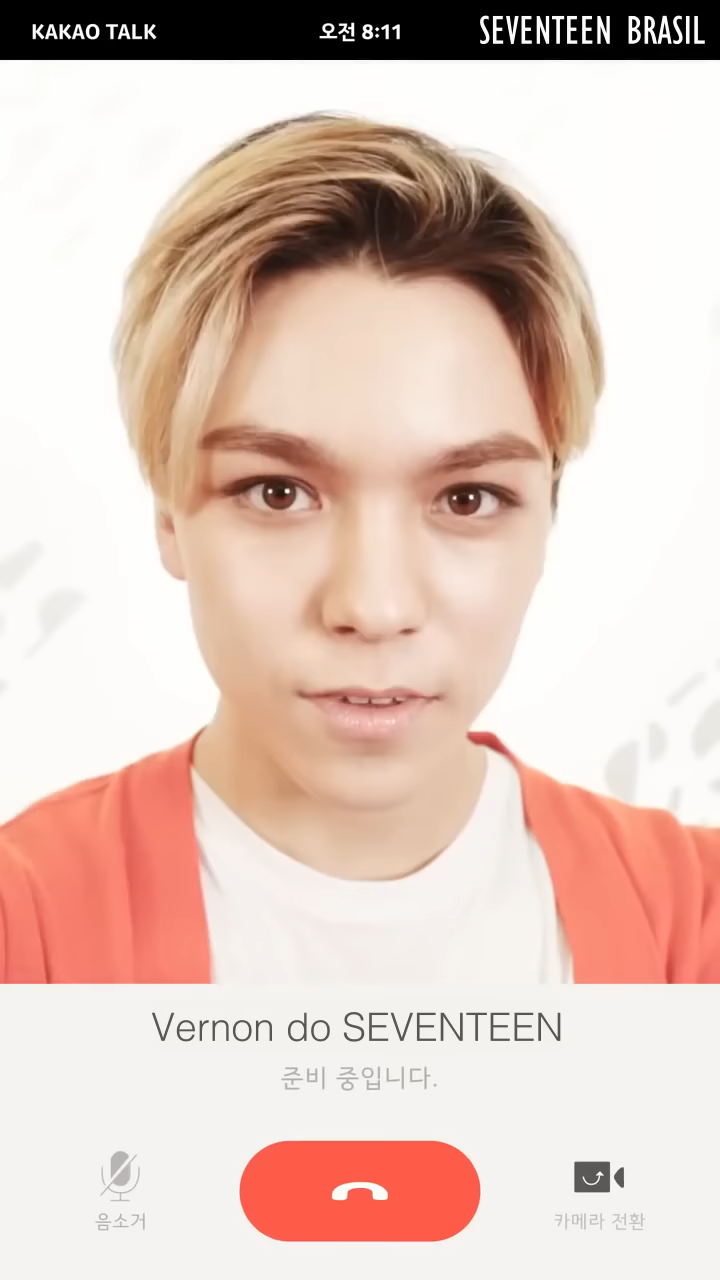 KAKAO TALK 오전 8:11 SEVENTEEN BRASIL
Vernon do SEVENTEEN
준비 중입니다.
음소거 카메라 전환